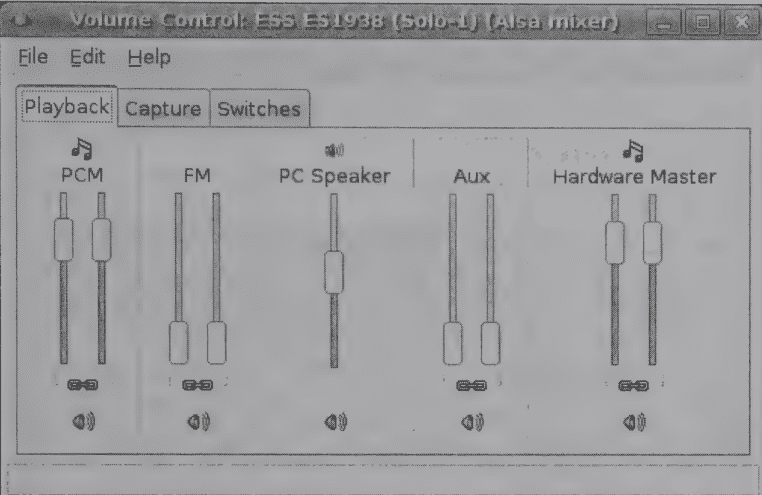 Volume Control: ESS ES1938 (Solo-1) (Alsa mixer)
File Edit Help
Playback Capture Switches
PCM FM PC Speaker Aux Hardware Master